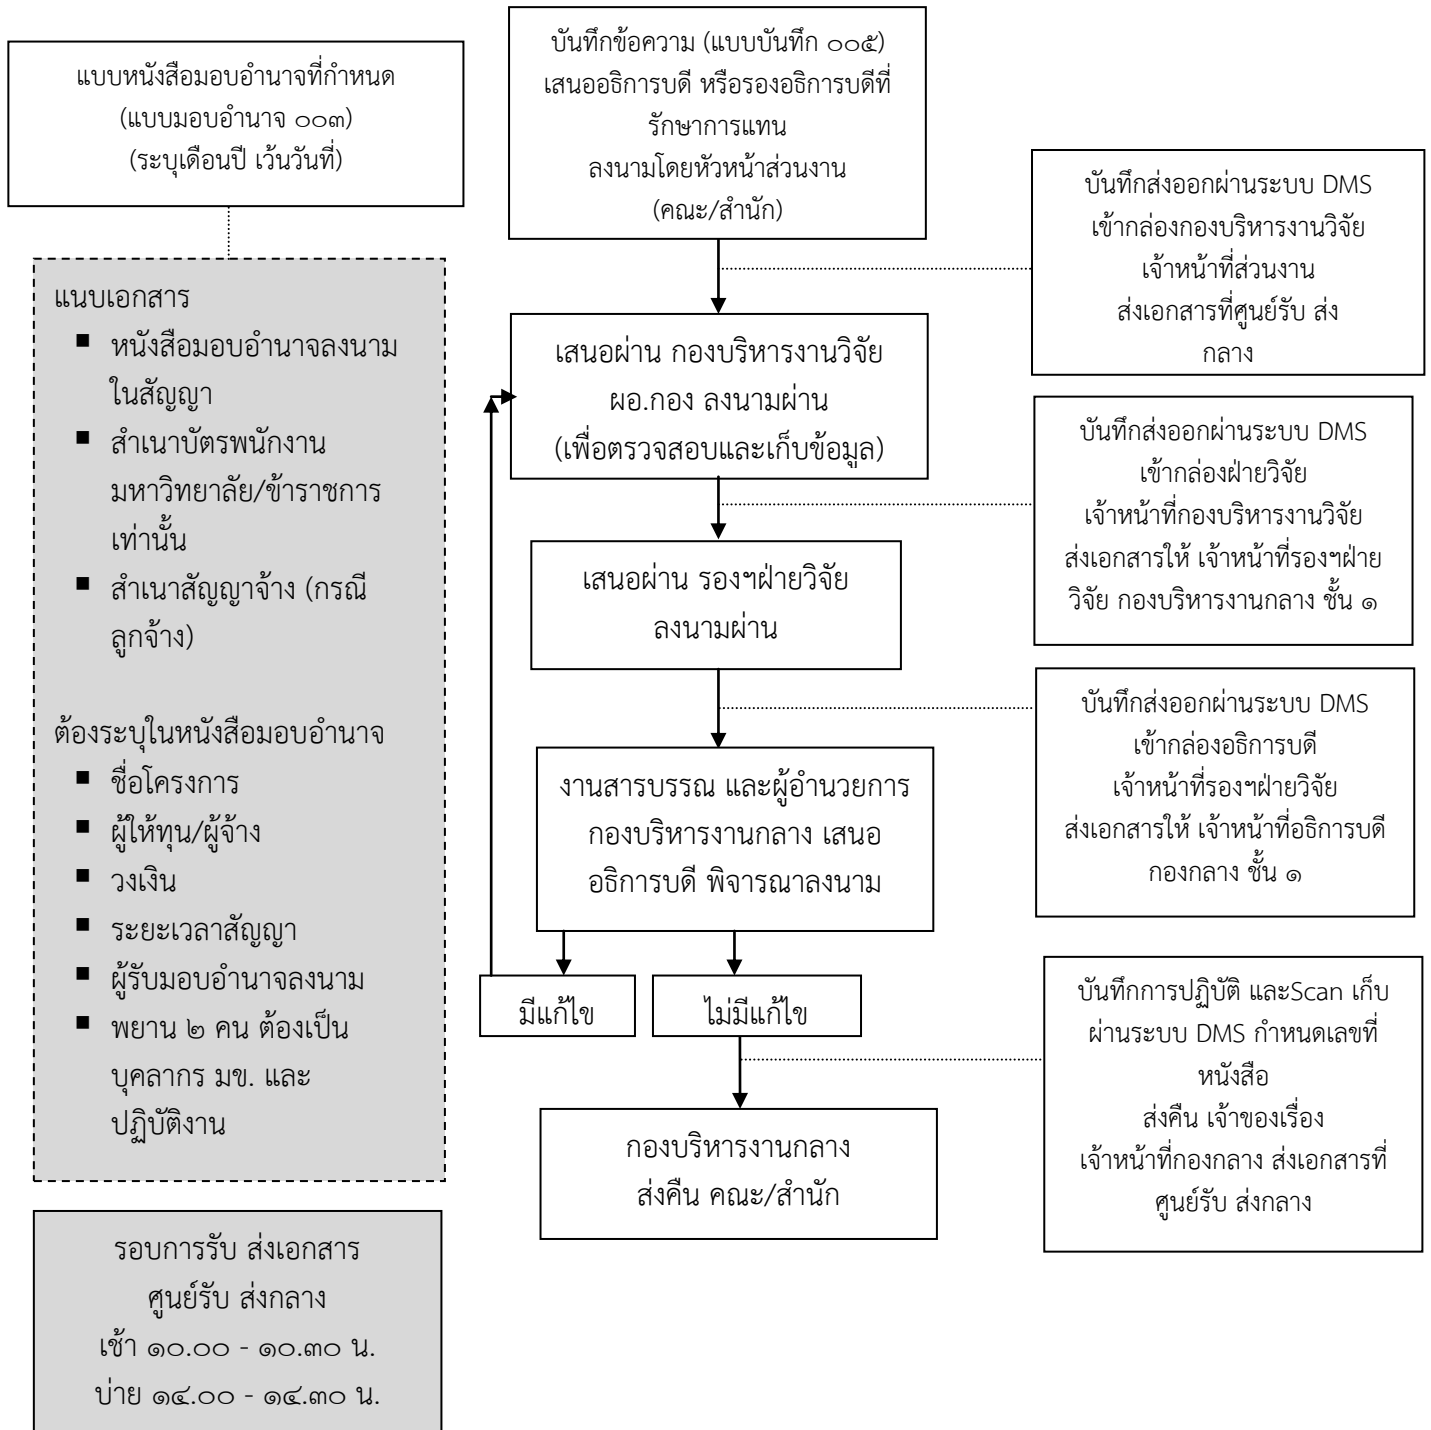 แบบหนังสือมอบอำนาจที่กำหนด
(แบบมอบอำนาจ ๐๐๓)
(ระบุเดือนปี เว้นวันที่)
แนบเอกสาร
▪ หนังสือมอบอำนาจลงนาม
ในสัญญา
▪ สำเนาบัตรพนักงาน
มหาวิทยาลัย/ข้าราชการ
เท่านั้น
▪ สำเนาสัญญาจ้าง (กรณี
ลูกจ้าง)
ต้องระบุในหนังสือมอบอำนาจ
▪ ชื่อโครงการ
▪ ผู้ให้ทุน/ผู้จ้าง
▪ วงเงิน
▪ ระยะเวลาสัญญา
▪ ผู้รับมอบอำนาจลงนาม
▪ พยาน ๒ คน ต้องเป็น
บุคลากร มข. และ
ปฏิบัติงาน
รอบการรับ ส่งเอกสาร
ศูนย์รับ ส่งกลาง
เช้า ๑๐.๐๐ - ๑๐.๓๐ น.
บ่าย ๑๔.๐๐ - ๑๔.๓๐ น.
บันทึกข้อความ (แบบบันทึก ๐๐๕)
เสนออธิการบดี หรือรองอธิการบดีที่
รักษาการแทน
ลงนามโดยหัวหน้าส่วนงาน
(คณะ/สำนัก)
เสนอผ่าน กองบริหารงานวิจัย
ผอ.กอง ลงนามผ่าน
(เพื่อตรวจสอบและเก็บข้อมูล)
เสนอผ่าน รองฯฝ่ายวิจัย
ลงนามผ่าน
งานสารบรรณ และผู้อำนวยการ
กองบริหารงานกลาง เสนอ
อธิการบดี พิจารณาลงนาม
มีแก้ไข
ไม่มีแก้ไข
กองบริหารงานกลาง
ส่งคืน คณะ/สำนัก
บันทึกส่งออกผ่านระบบ DMS
เข้ากล่องกองบริหารงานวิจัย
เจ้าหน้าที่ส่วนงาน
ส่งเอกสารที่ศูนย์รับ ส่ง
กลาง
บันทึกส่งออกผ่านระบบ DMS
เข้ากล่องฝ่ายวิจัย
เจ้าหน้าที่กองบริหารงานวิจัย
ส่งเอกสารให้ เจ้าหน้าที่รองฯฝ่าย
วิจัย กองบริหารงานกลาง ชั้น ๑
บันทึกส่งออกผ่านระบบ DMS
เข้ากล่องอธิการบดี
เจ้าหน้าที่รองฯฝ่ายวิจัย
ส่งเอกสารให้ เจ้าหน้าที่อธิการบดี
กองกลาง ชั้น ๑
บันทึกการปฏิบัติ และScan เก็บ
ผ่านระบบ DMS กำหนดเลขที่
หนังสือ
ส่งคืน เจ้าของเรื่อง
เจ้าหน้าที่กองกลาง ส่งเอกสารที่
ศูนย์รับ ส่งกลาง